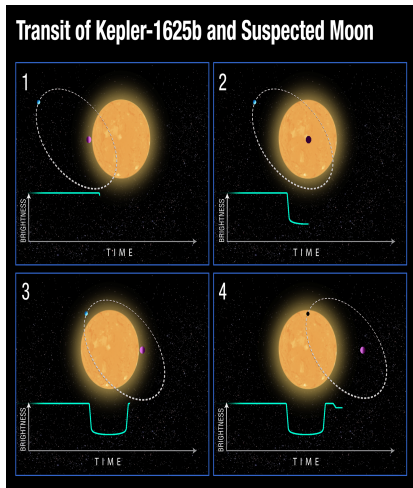 Transit of Kepler-1625b and Suspected Moon
1
BRIGHTNESS
TIME
2
BRIGHTNESS
TIME
3
BRIGHTNESS
TIME
4
BRIGHTNESS
TIME